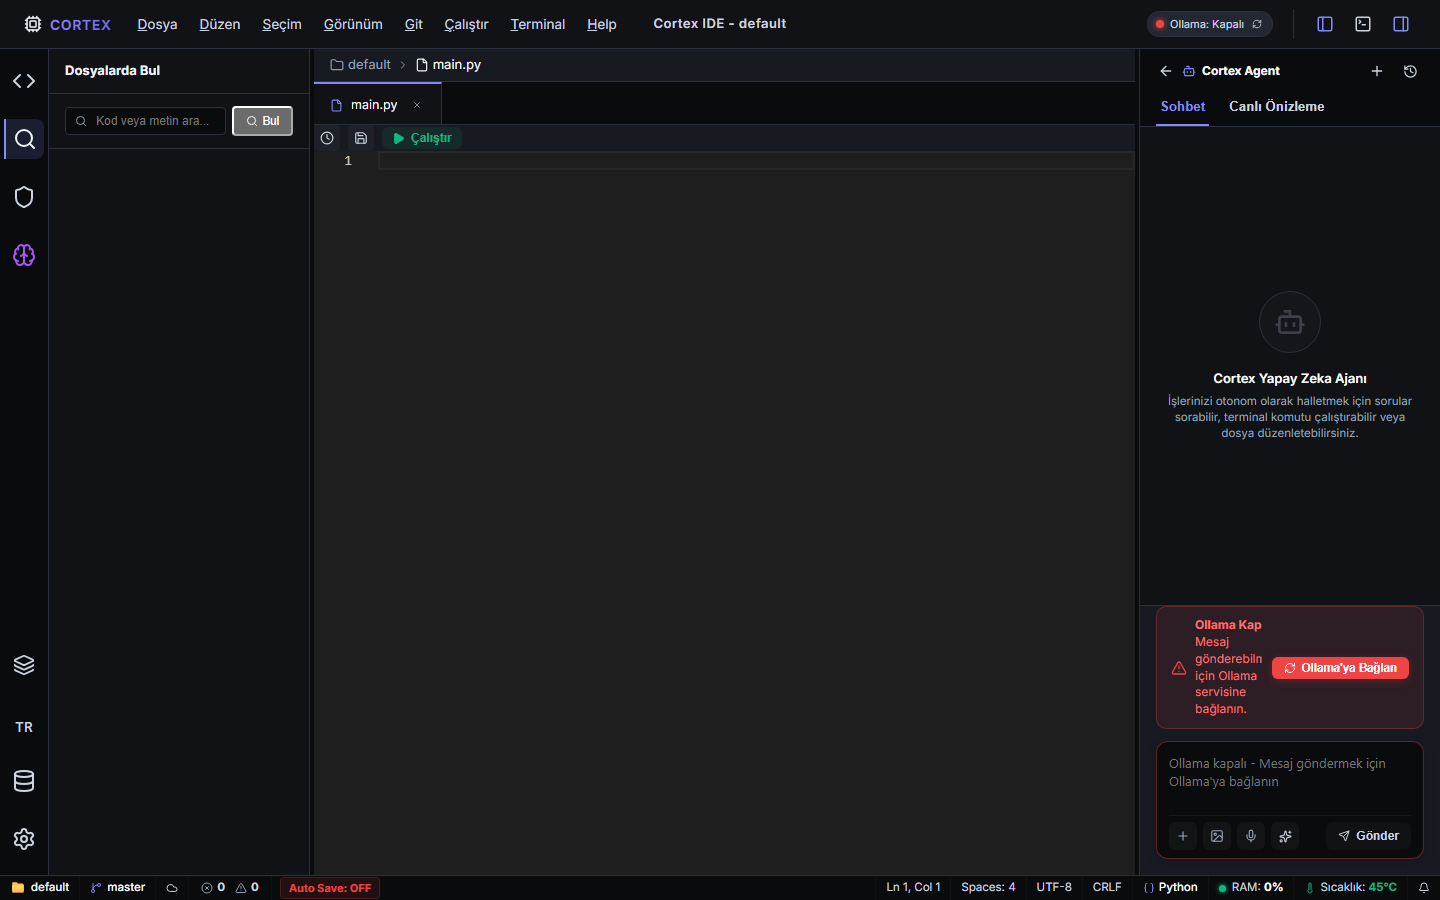 CORTEX Dosya Düzen Seçim Görünüm Git Çalıştır Terminal Help Cortex IDE - default Ollama: Kapalı
Dosyalarda Bul
Kod veya metin ara... Bul
default main.py
main.py
Çalıştır
1
Cortex Agent
Sohbet Canlı Önizleme
Cortex Yapay Zeka Ajanı
İşlerinizi otonom olarak halletmek için sorular
sorabilir, terminal komutu çalıştırabilir veya
dosya düzenletebilirsiniz.
Ollama Kap
Mesaj
gönderebilm
için Ollama
servisine
bağlanın.
Ollama'ya Bağlan
Ollama kapalı - Mesaj göndermek için
Ollama'ya bağlanın
Gönder
TR
default master 0 0 Auto Save: OFF Ln 1, Col 1 Spaces: 4 UTF-8 CRLF { } Python RAM: 0% Sıcaklık: 45°C